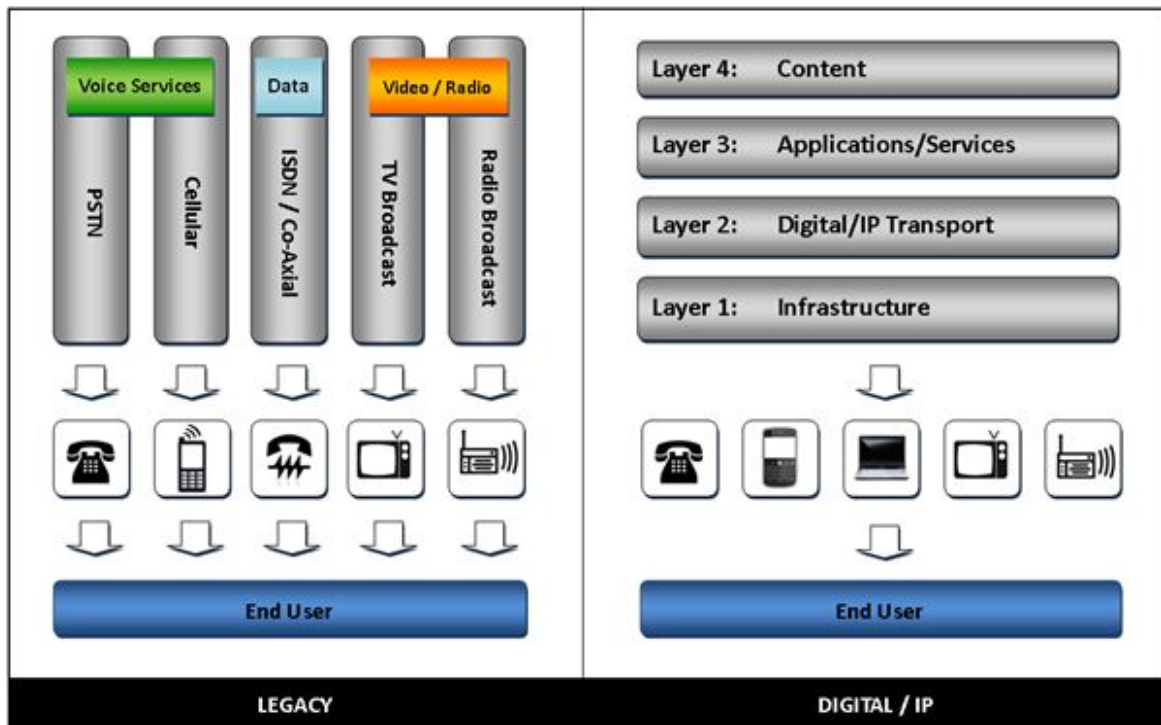 Voice Services
Data
Video / Radio
PSTN
Cellular
ISDN / Co-Axial
TV Broadcast
Radio Broadcast
End User
LEGACY
Layer 4: Content
Layer 3: Applications/Services
Layer 2: Digital/IP Transport
Layer 1: Infrastructure
End User
DIGITAL / IP